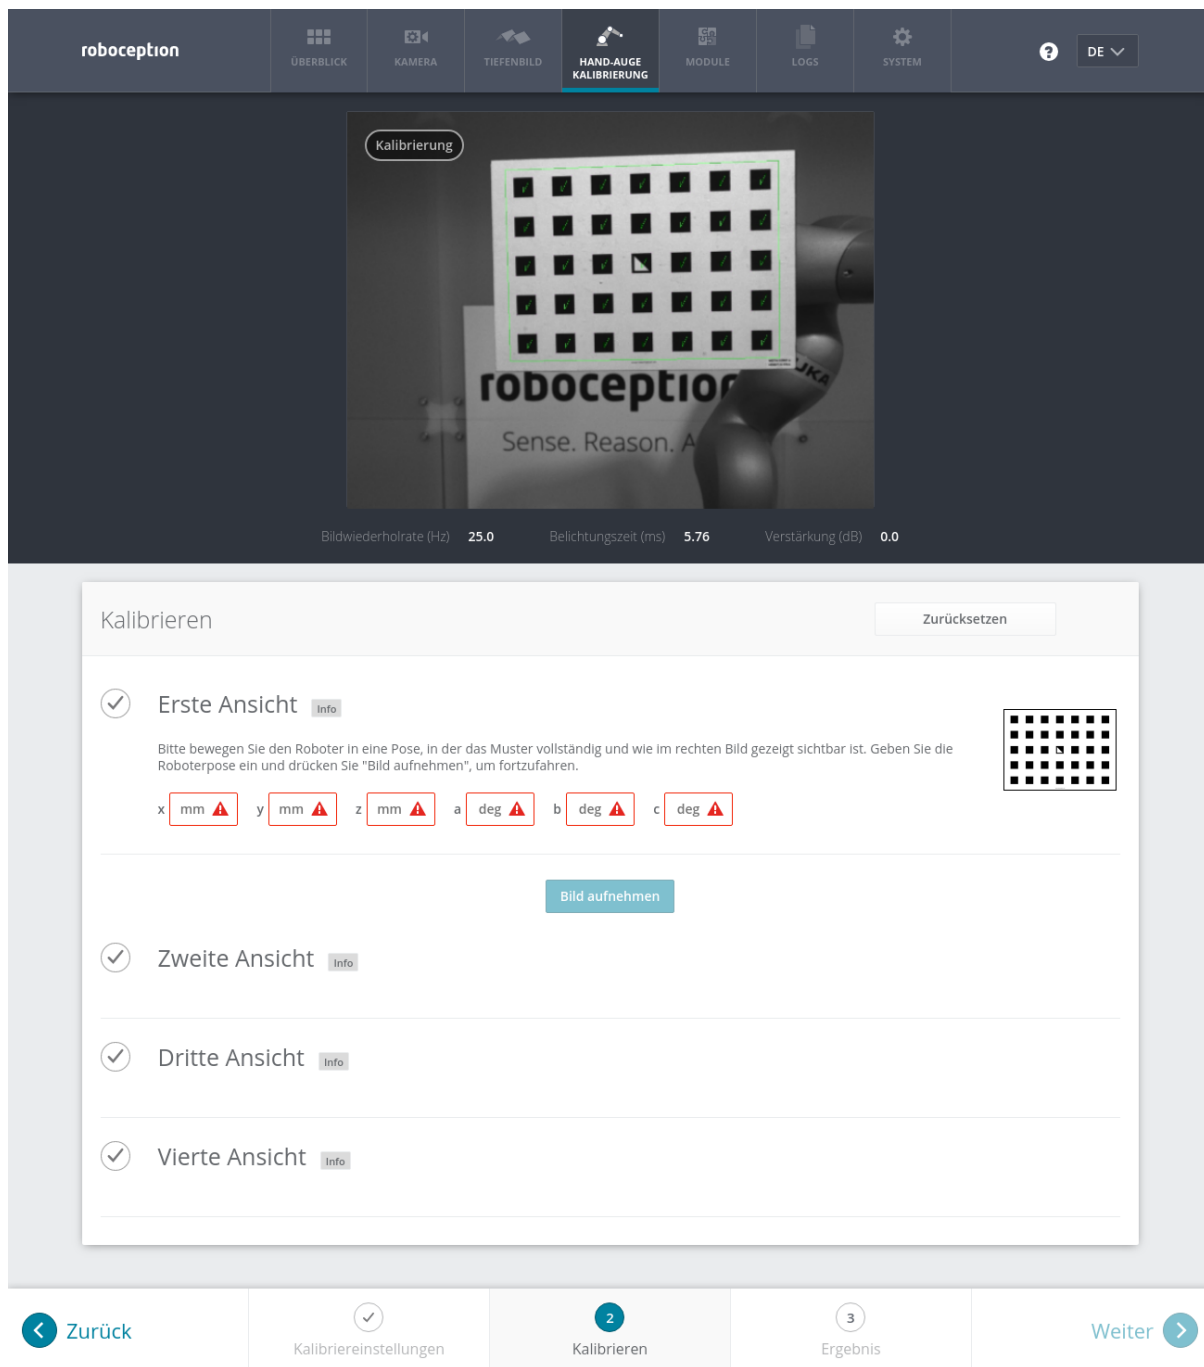 roboception
ÜBERBLICK
KAMERA
TIEFENBILD
HAND-AUGE
KALIBRIERUNG
MODULE
LOGS
SYSTEM
?
DE
Kalibrierung
KUKA
roboception
Sense. Reason. A
Bildwiederholrate (Hz) 25.0 Belichtungszeit (ms) 5.76 Verstärkung (dB) 0.0
Kalibrieren
Zurücksetzen
Erste Ansicht Info
Bitte bewegen Sie den Roboter in eine Pose, in der das Muster vollständig und wie im rechten Bild gezeigt sichtbar ist. Geben Sie die
Roboterpose ein und drücken Sie "Bild aufnehmen", um fortzufahren.
x mm y mm z mm a deg b deg c deg
Bild aufnehmen
Zweite Ansicht Info
Dritte Ansicht Info
Vierte Ansicht Info
Zurück
Kalibriereinstellungen
2
Kalibrieren
3
Ergebnis
Weiter